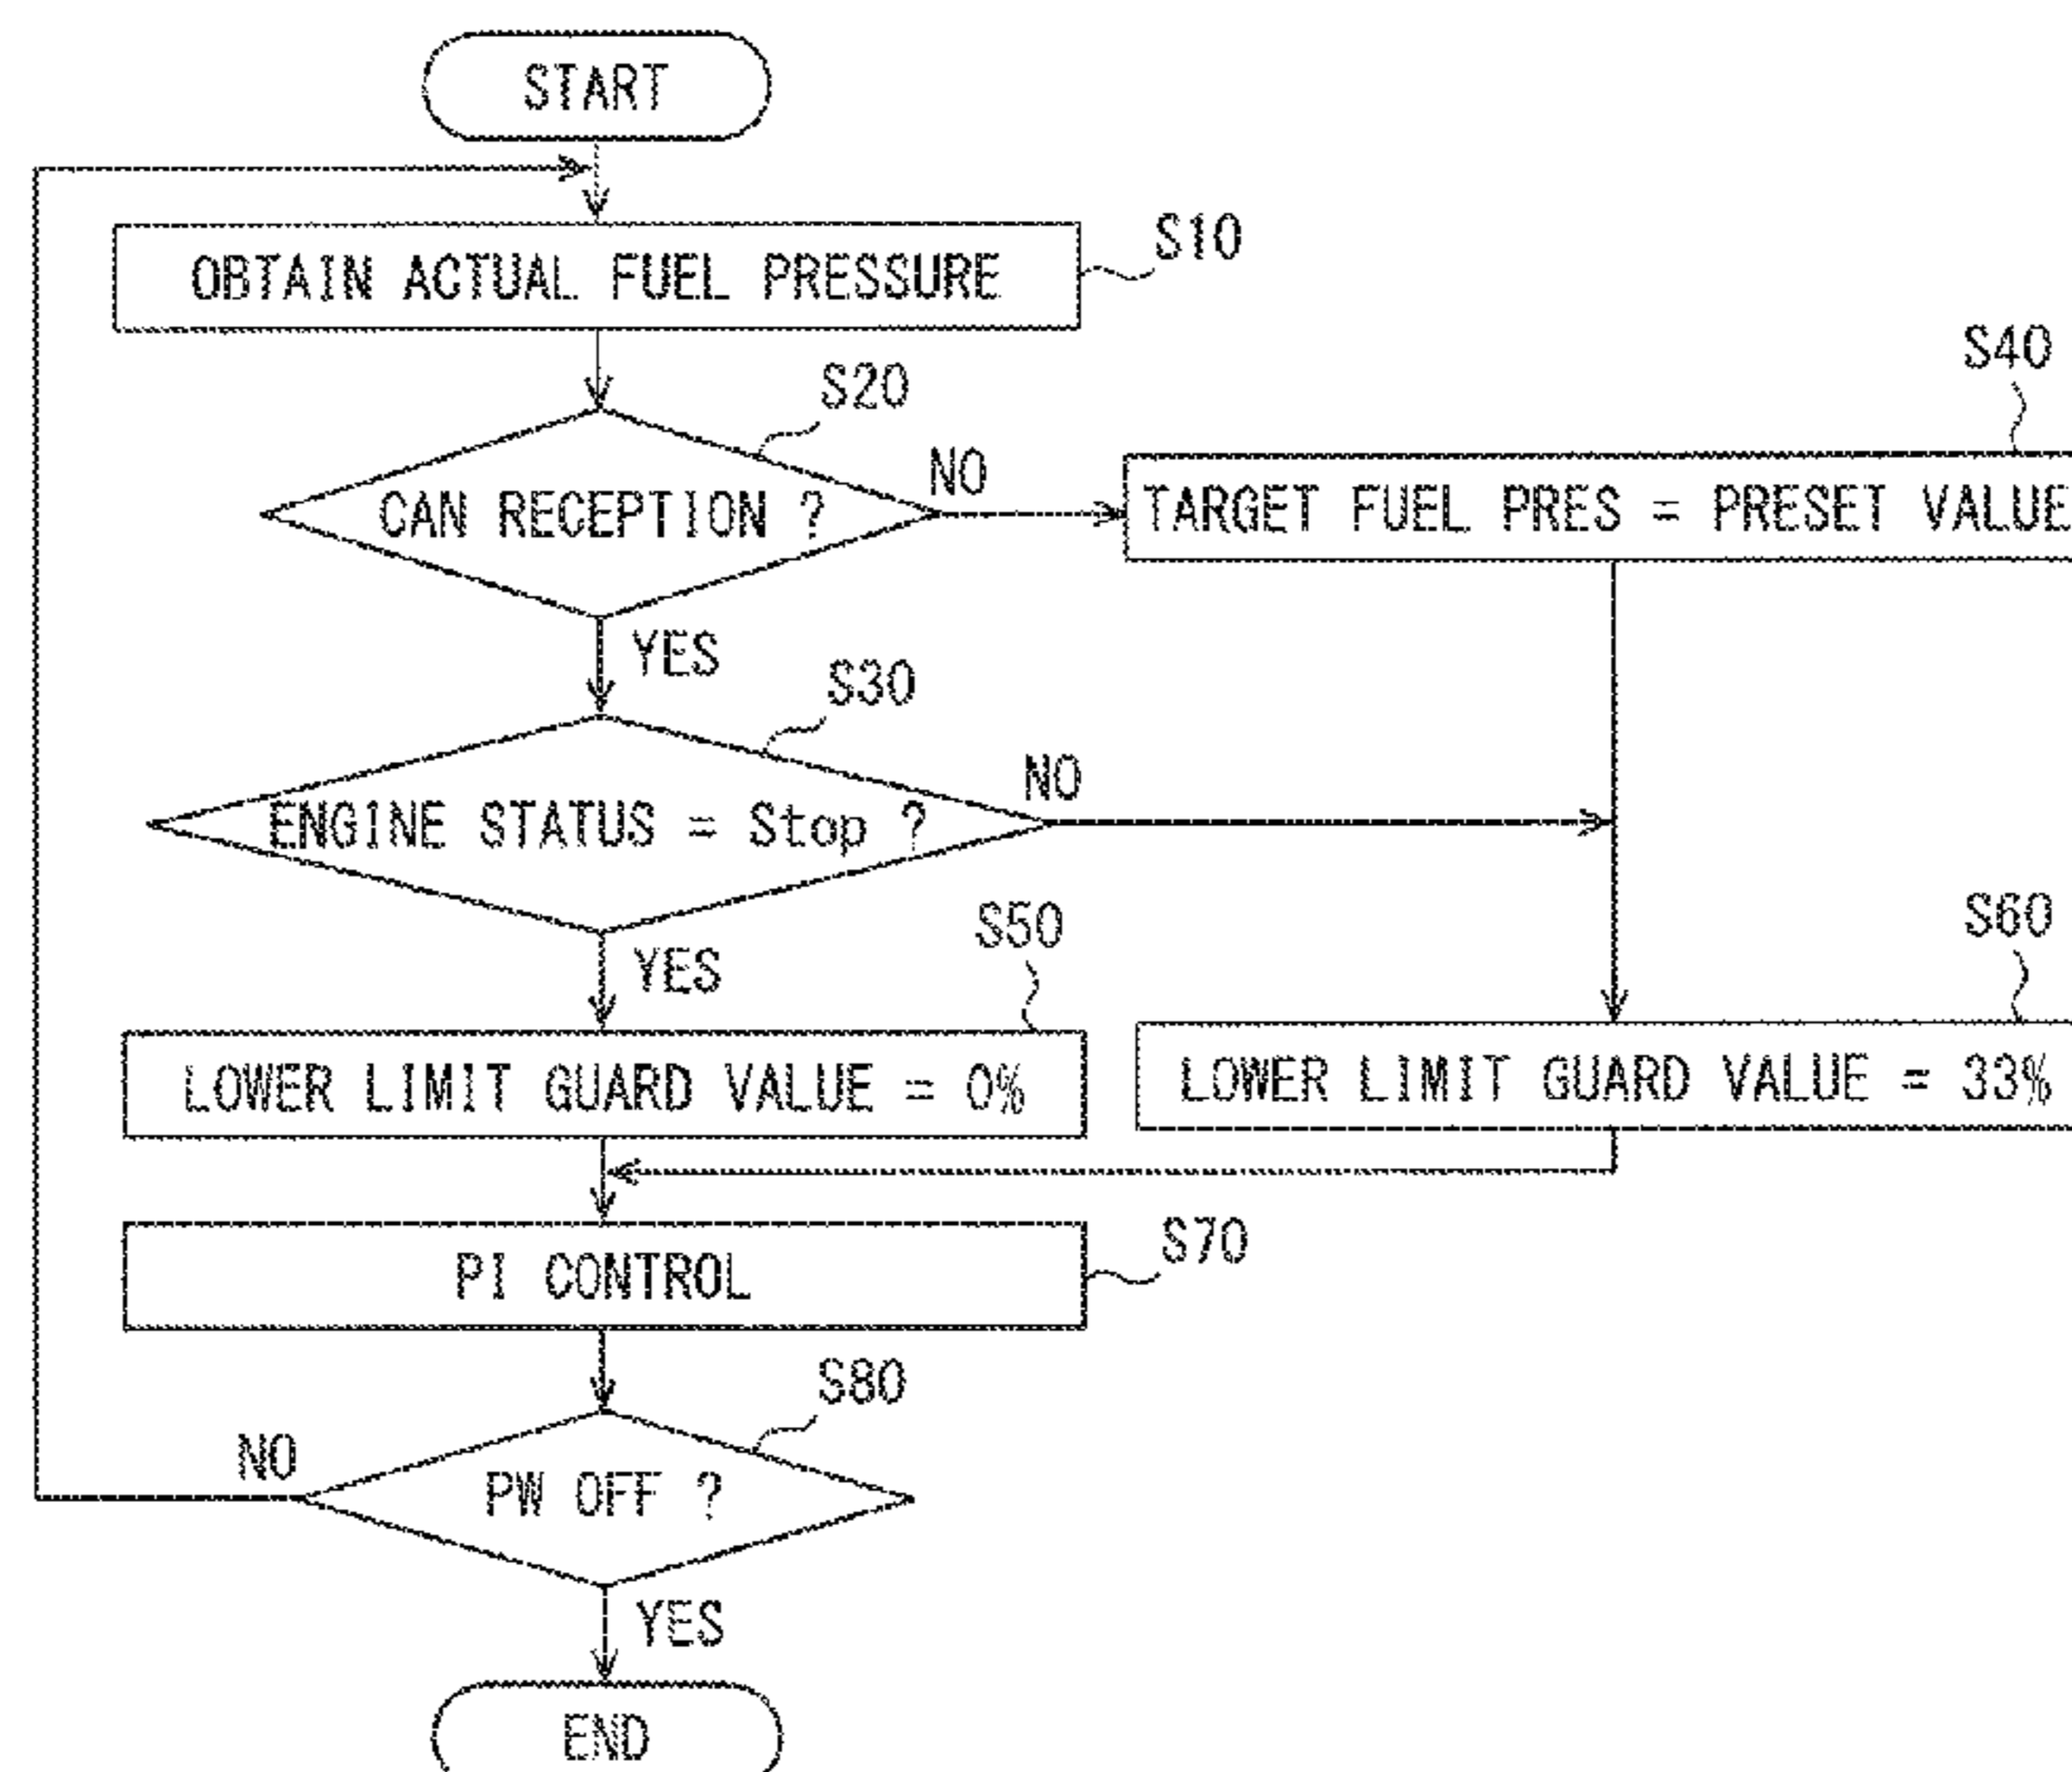 START
OBTAIN ACTUAL FUEL PRESSURE
S10
S20
CAN RECEPTION ?
NO
S40
TARGET FUEL PRES = PRESET VALUE
YES
S30
ENGINE STATUS = Stop ?
NO
YES
S50
LOWER LIMIT GUARD VALUE = 0%
S60
LOWER LIMIT GUARD VALUE = 33%
PI CONTROL
S70
S80
PW OFF ?
NO
YES
END